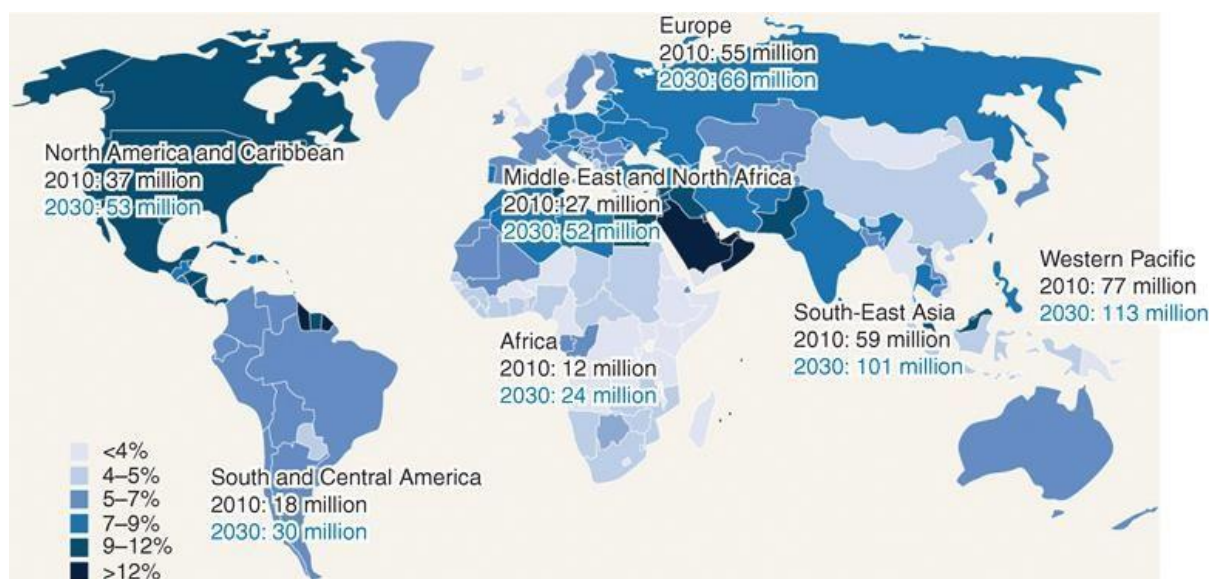 Europe
2010: 55 million
2030: 66 million
North America and Caribbean
2010: 37 million
2030: 53 million
Middle East and North Africa
2010: 27 million
2030: 52 million
Western Pacific
2010: 77 million
2030: 113 million
South-East Asia
2010: 59 million
2030: 101 million
Africa
2010: 12 million
2030: 24 million
South and Central America
2010: 18 million
2030: 30 million
<4%
4–5%
5–7%
7–9%
9–12%
>12%